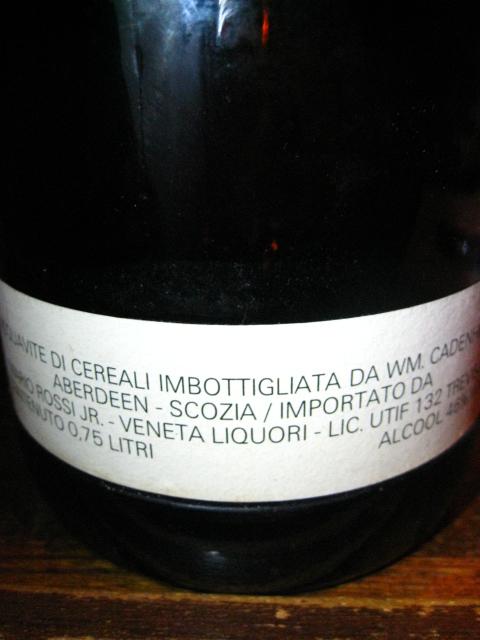 DI CEREALI IMBOTTIGLIATA DA WM.
ABERDEEN - SCOZIA / IMPORTATO DA
ROSSI JR. - VENETA LIQUORI - LIC. UTIF 132
0,75 LITRI ALCOOL 46%